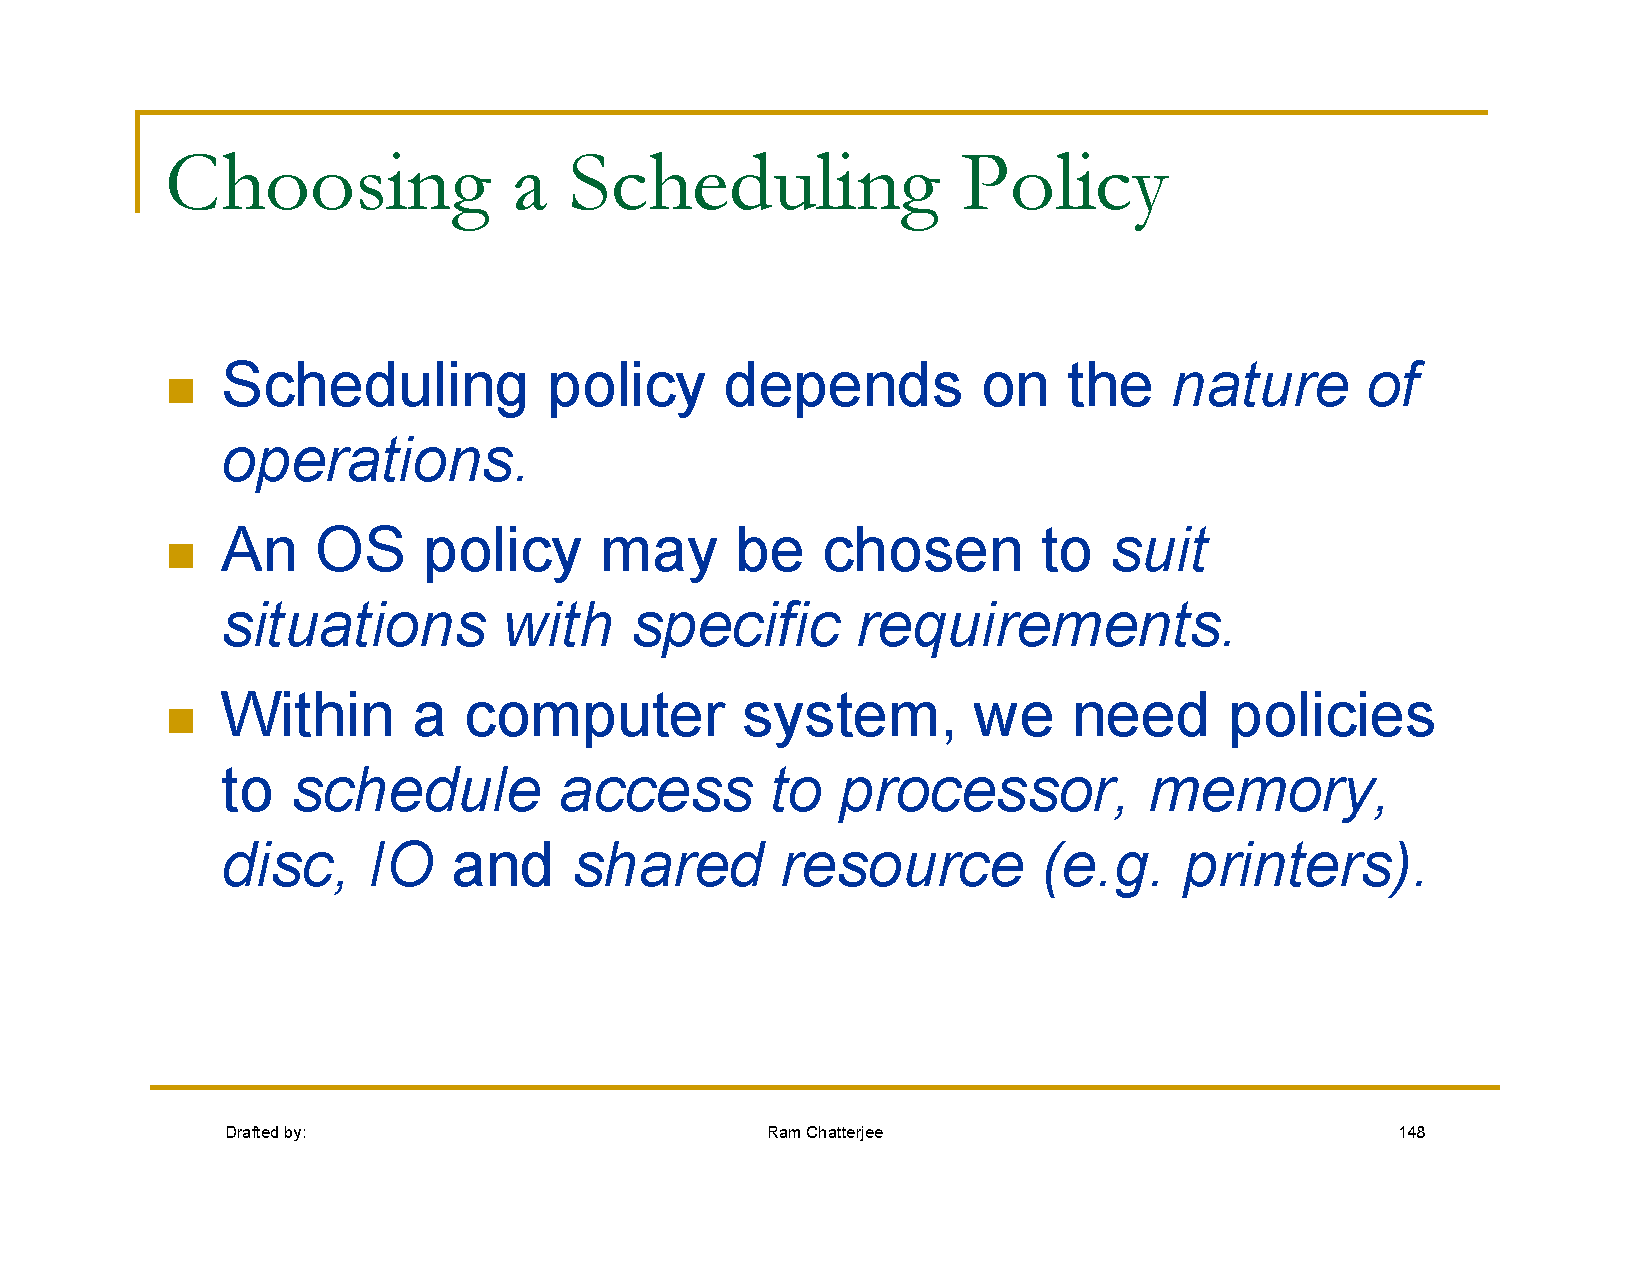 Choosing a Scheduling Policy
Scheduling policy depends on the nature of
operations.
An OS policy may be chosen to suit
situations with specific requirements.
Within a computer system, we need policies
to schedule access to processor, memory,
disc, IO and shared resource (e.g. printers).
Drafted by: Ram Chatterjee 148